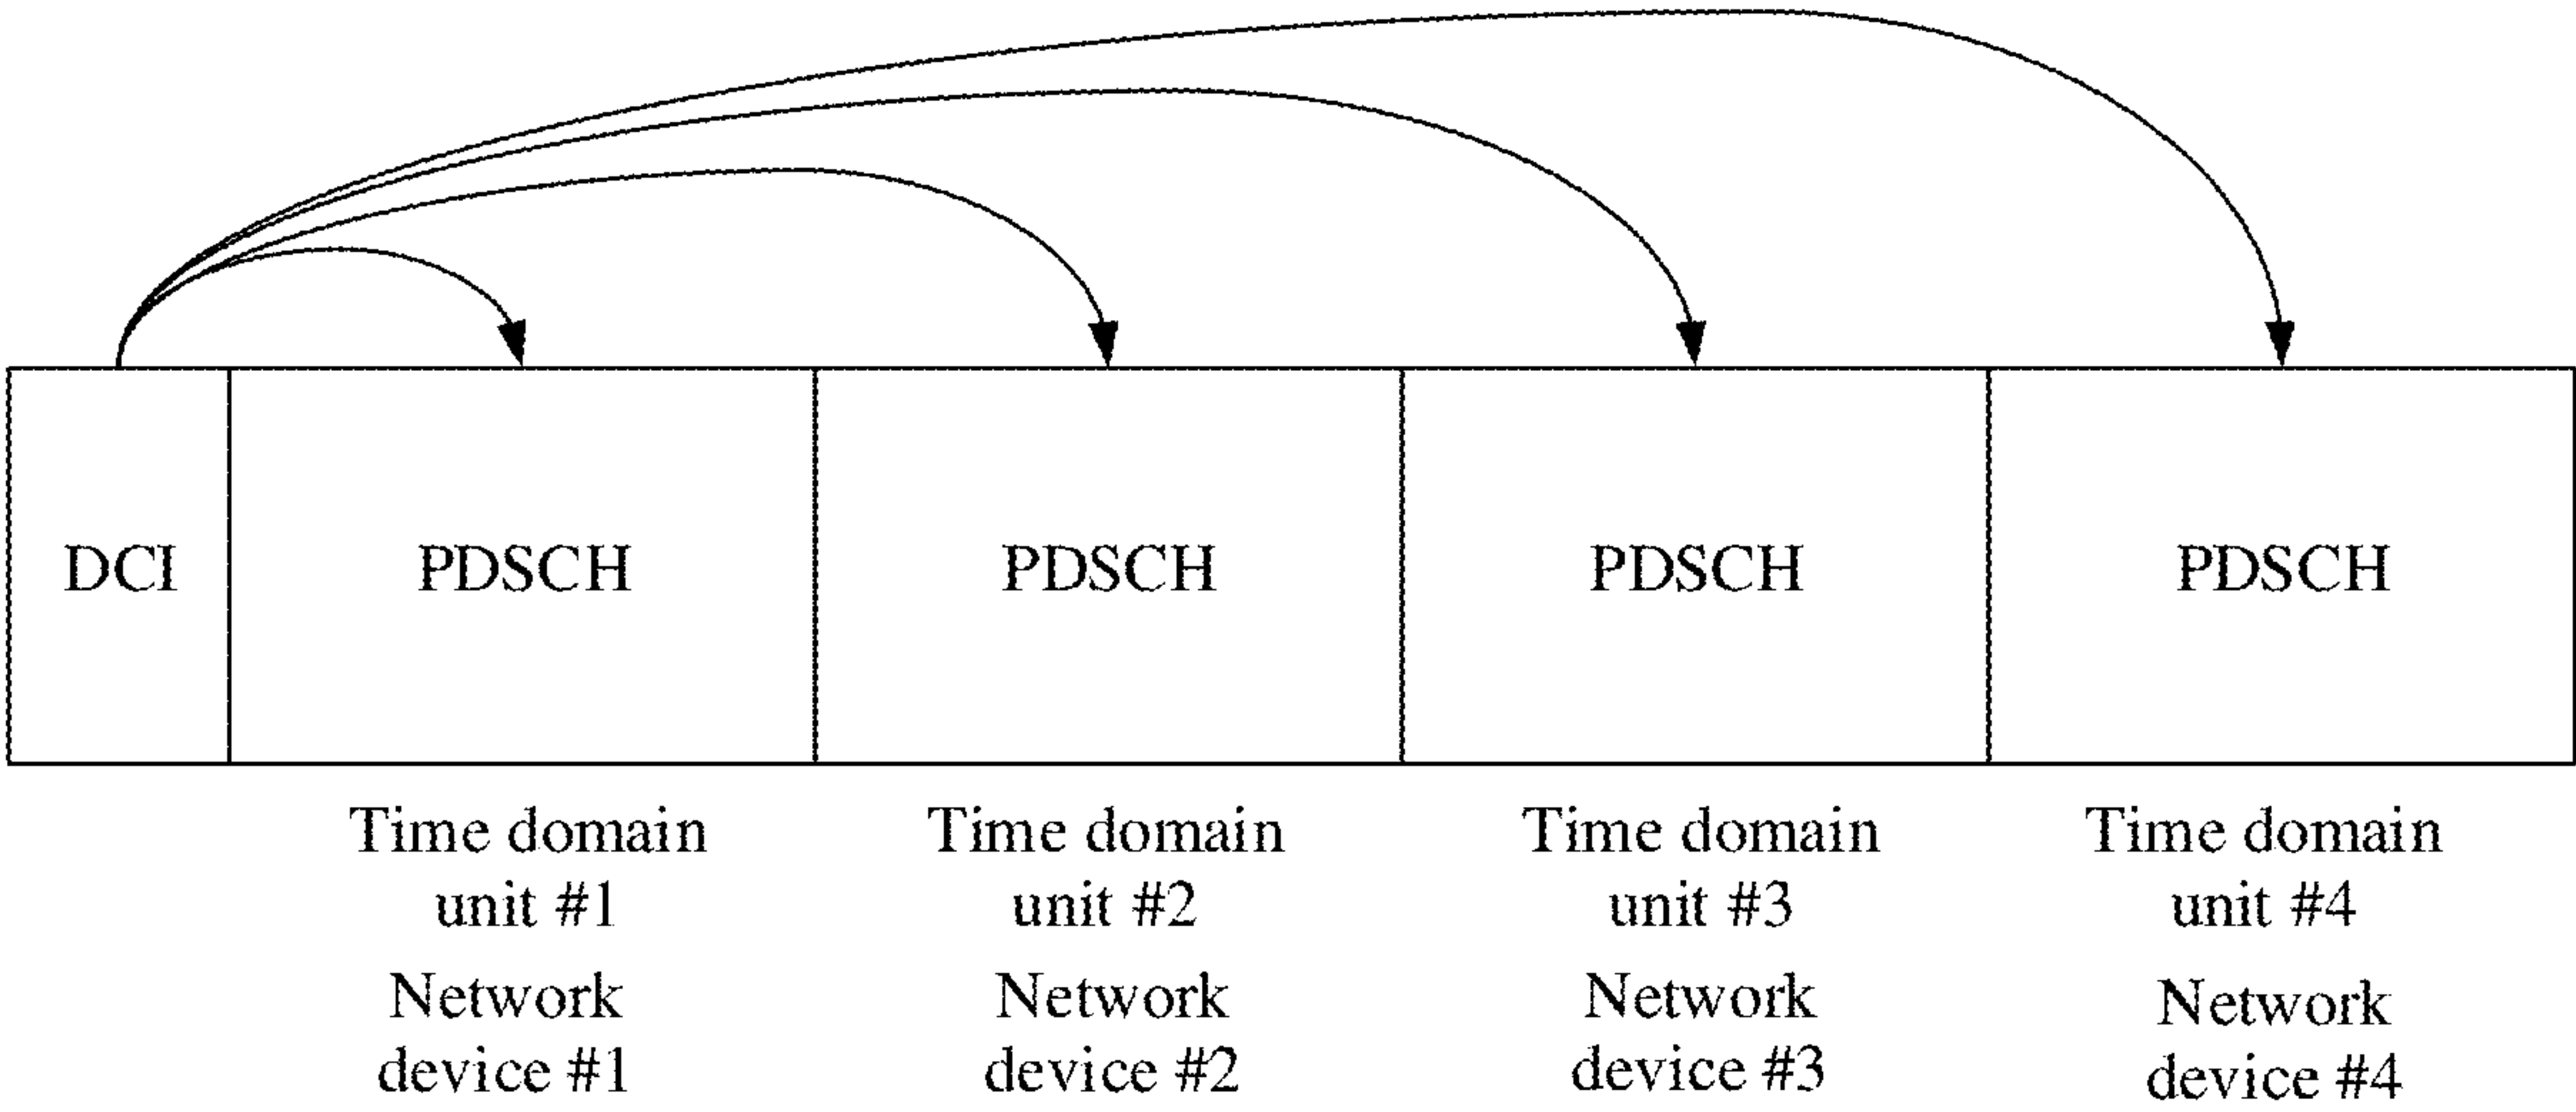 DCI PDSCH PDSCH PDSCH PDSCH
Time domain Time domain Time domain Time domain
unit #1 unit #2 unit #3 unit #4
Network Network Network Network
device #1 device #2 device #3 device #4